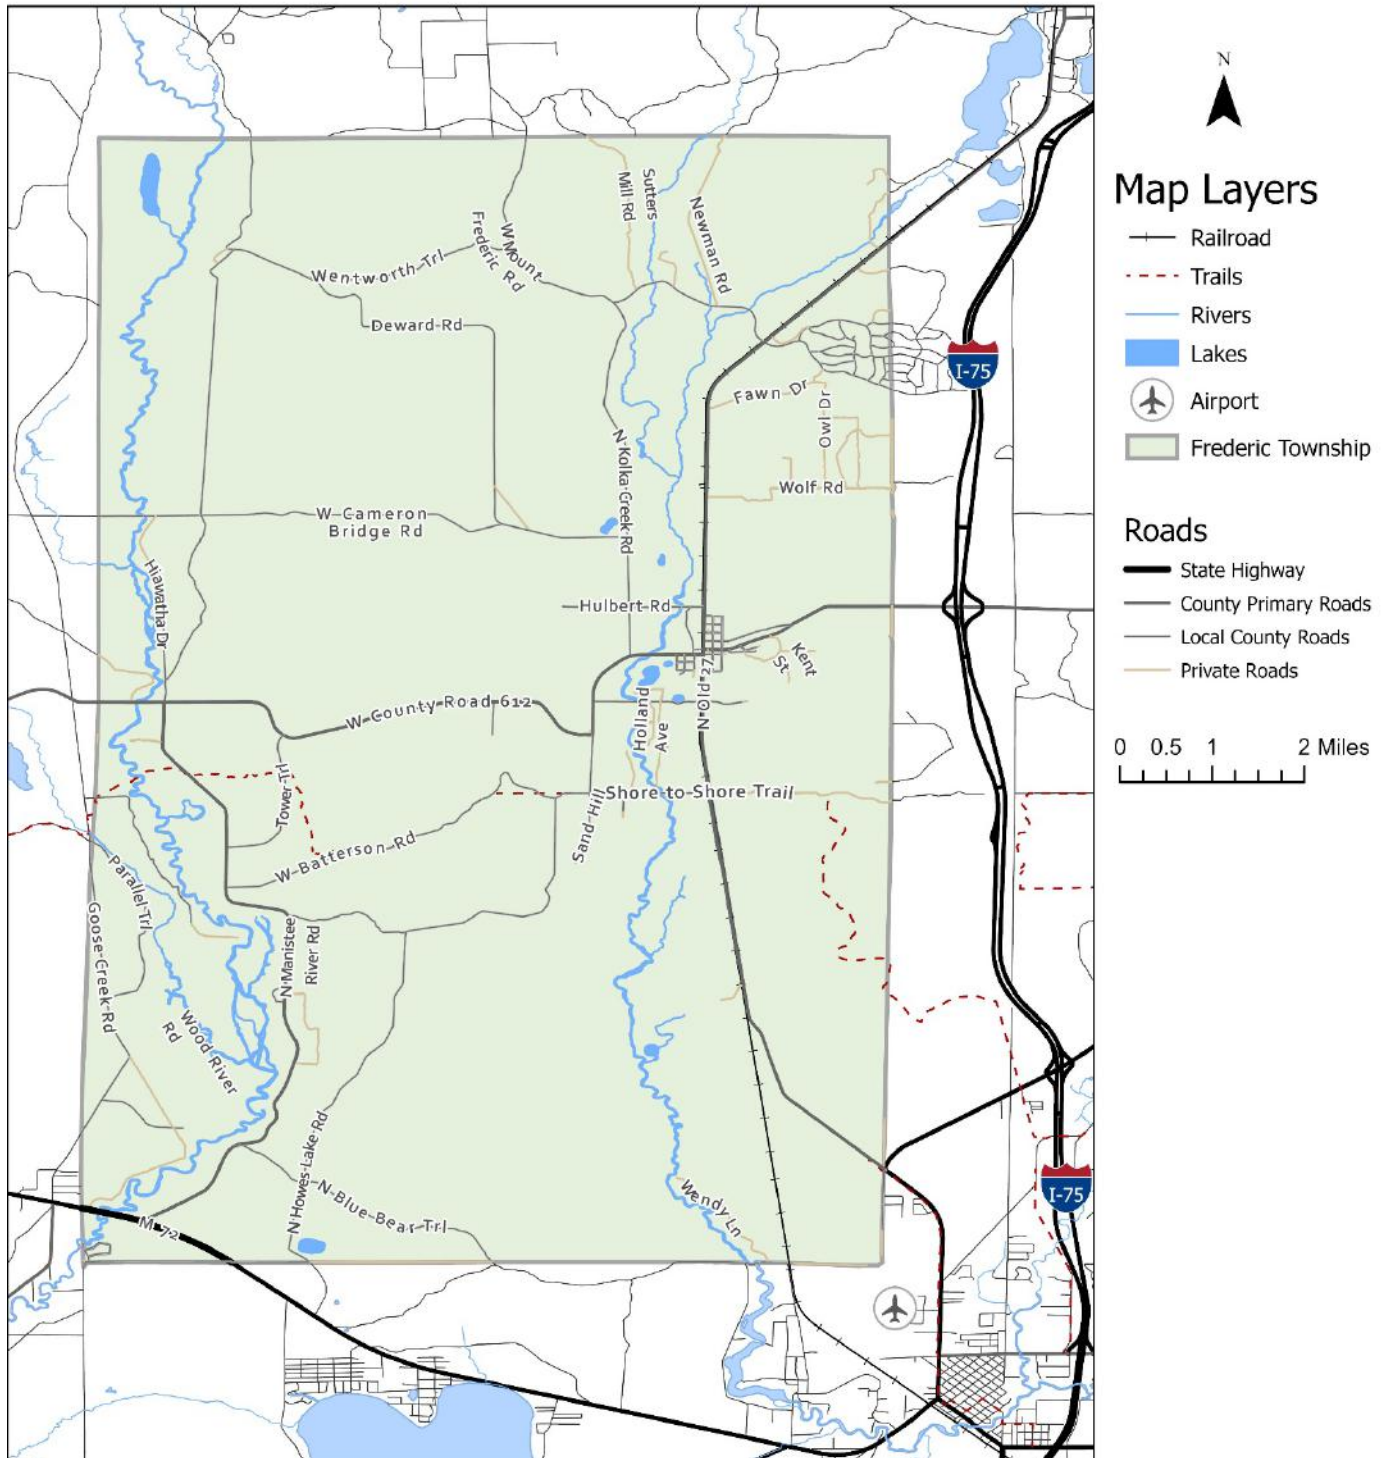 N
Map Layers
Railroad
Trails
Rivers
Lakes
Airport
Frederic Township
Roads
State Highway
County Primary Roads
Local County Roads
Private Roads
0 0.5 1 2 Miles
Sutters
Mill Rd
Newman Rd
W Mount
Frederic Rd
Wentworth Trl
Deward Rd
I-75
Fawn Dr
Owl Dr
N Kolka Creek Rd
Wolf Rd
W Cameron
Bridge Rd
Hiawatha Dr
Hulbert Rd
Kent
St
N Old 27
W County Road 612
Holland
Ave
Tower Trl
Shore to Shore Trail
Sand Hill
W Batterson Rd
Parallel Trl
Goose Creek Rd
N Manistee
River Rd
Wood River
Rd
N Howes Lake Rd
N Blue Bear Trl
Wendy Ln
I-75
M-72